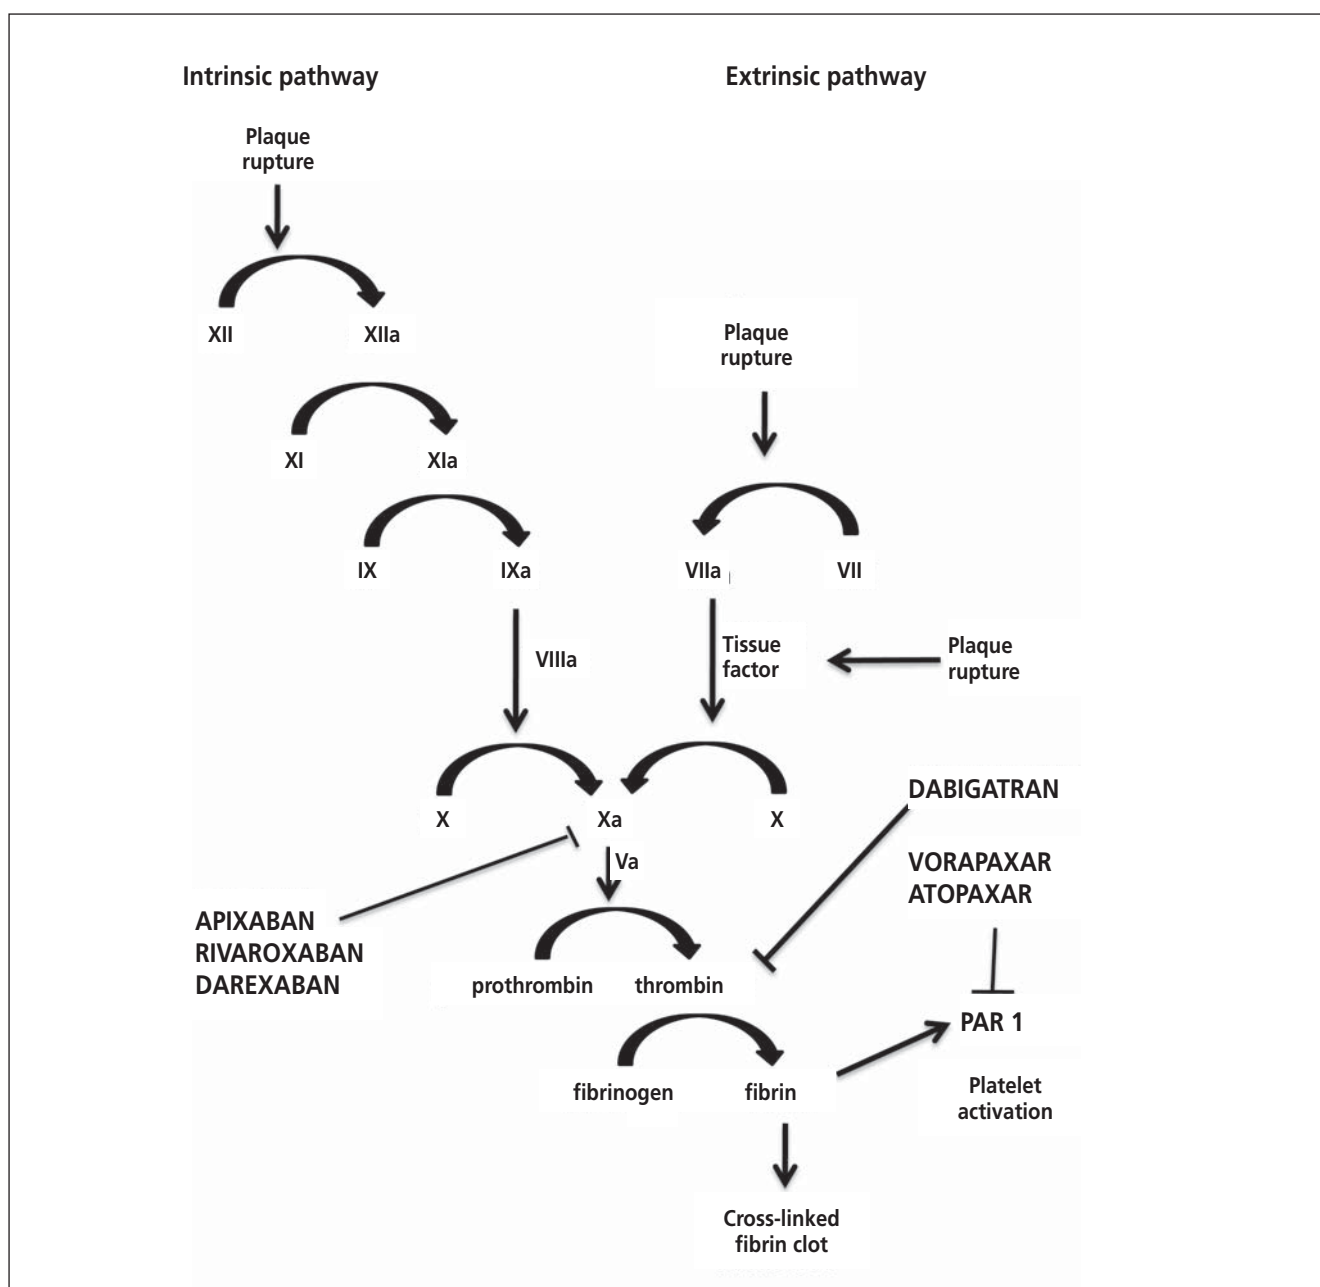 Intrinsic pathway
Extrinsic pathway
Plaque
rupture
XII
XIIa
Plaque
rupture
XI
XIa
IX
IXa
VIIa
VII
VIIIa
Tissue
factor
Plaque
rupture
X
Xa
X
DABIGATRAN
Va
VORAPAXAR
ATOPAXAR
APIXABAN
RIVAROXABAN
DAREXABAN
prothrombin
thrombin
PAR 1
fibrinogen
fibrin
Platelet
activation
Cross-linked
fibrin clot